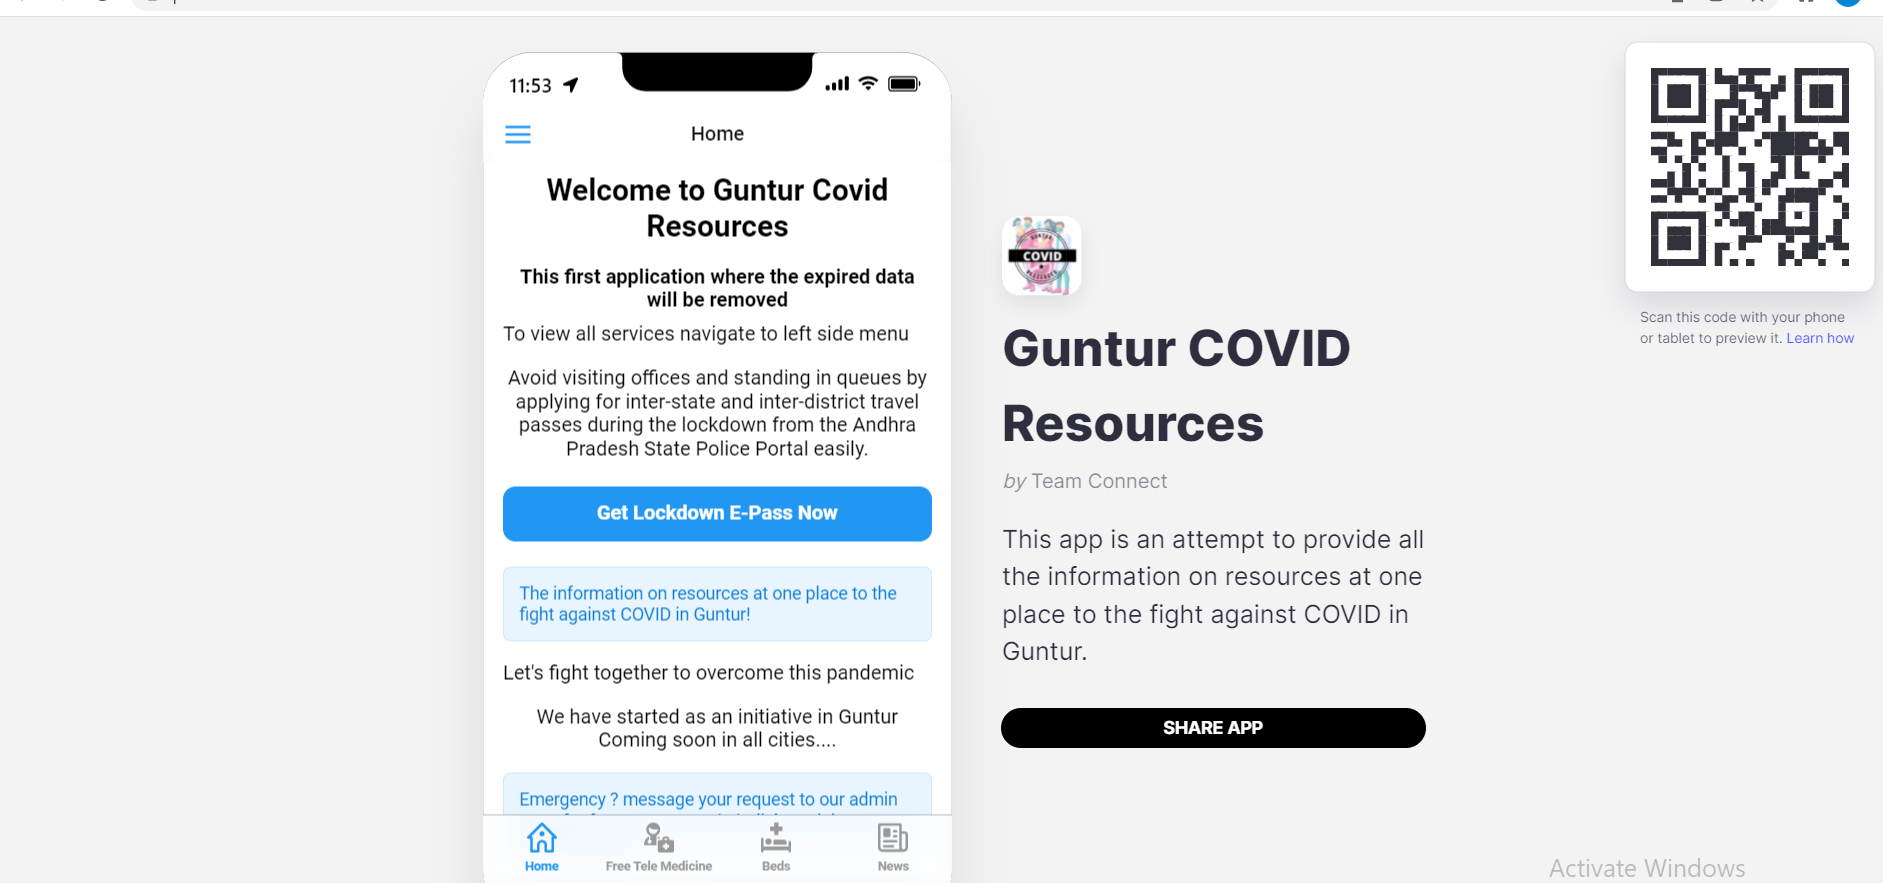 11:53
Home
Welcome to Guntur Covid
Resources
This first application where the expired data
will be removed
To view all services navigate to left side menu
Avoid visiting offices and standing in queues by
applying for inter-state and inter-district travel
passes during the lockdown from the Andhra
Pradesh State Police Portal easily.
Get Lockdown E-Pass Now
The information on resources at one place to the
fight against COVID in Guntur!
Let's fight together to overcome this pandemic
We have started as an initiative in Guntur
Coming soon in all cities....
Emergency ? message your request to our admin
Home
Free Tele Medicine
Beds
News
COVID
Guntur COVID
Resources
by Team Connect
This app is an attempt to provide all
the information on resources at one
place to the fight against COVID in
Guntur.
SHARE APP
Scan this code with your phone
or tablet to preview it. Learn how
Activate Windows